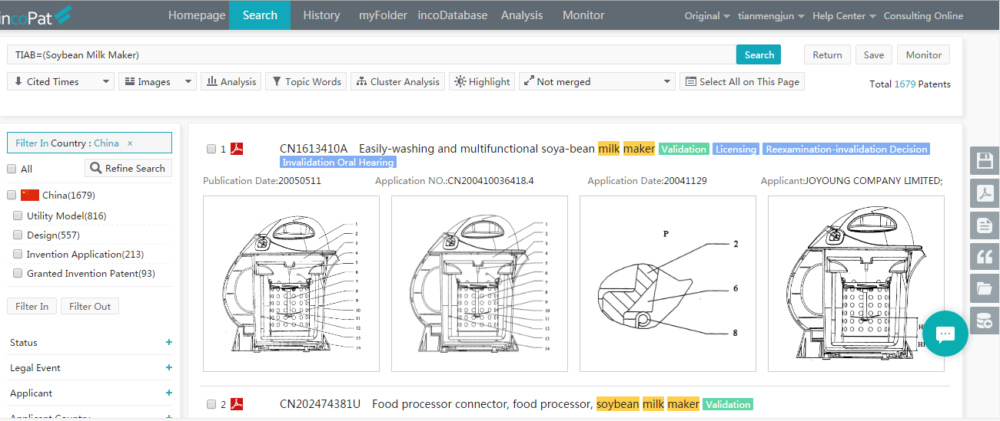 incoPat Homepage Search History myFolder incoDatabase Analysis Monitor Original tianmengjun Help Center Consulting Online
TIAB=(Soybean Milk Maker) Search Return Save Monitor
Cited Times Images Analysis Topic Words Cluster Analysis Highlight Not merged Select All on This Page Total 1679 Patents
Filter In Country : China ×
All Refine Search
China(1679)
Utility Model(816)
Design(557)
Invention Application(213)
Granted Invention Patent(93)
Filter In Filter Out
Status +
Legal Event +
Applicant +
Applicant Country
1 CN1613410A Easily-washing and multifunctional soya-bean milk maker Validation Licensing Reexamination-invalidation Decision
Invalidation Oral Hearing
Publication Date:20050511 Application NO.:CN200410036418.4 Application Date:20041129 Applicant:JOYOUNG COMPANY LIMITED;
1
2
3
4
5
6
7
8
9
10
11
12
13
14
1
2
3
4
5
6
7
8
9
10
11
12
13
14
P
2
6
8
2 CN202474381U Food processor connector, food processor, soybean milk maker Validation